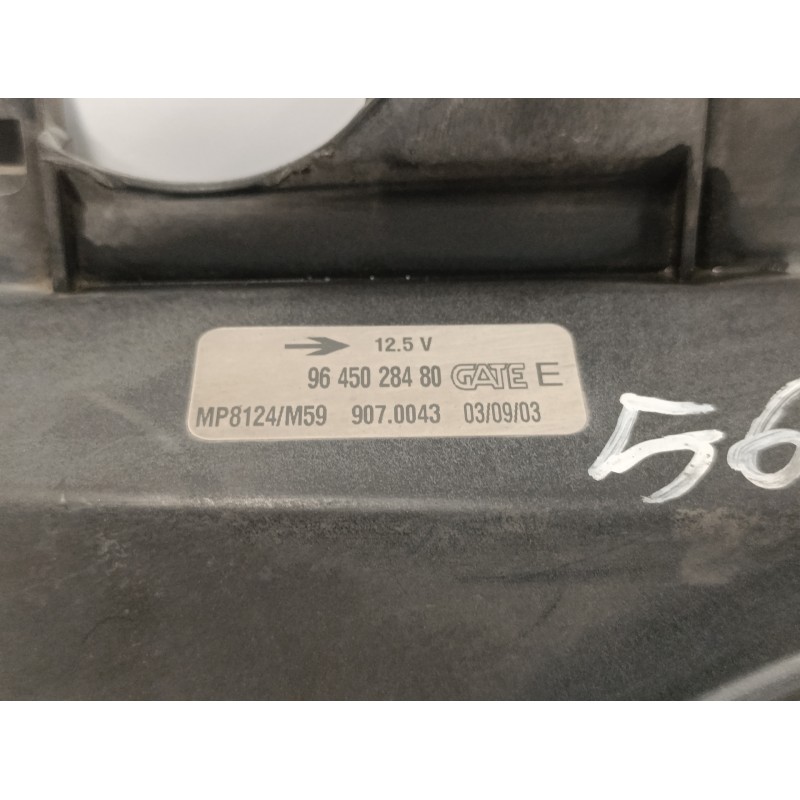 12.5 V
96 450 284 80 GATE E
MP8124/M59 907.0043 03/09/03
56